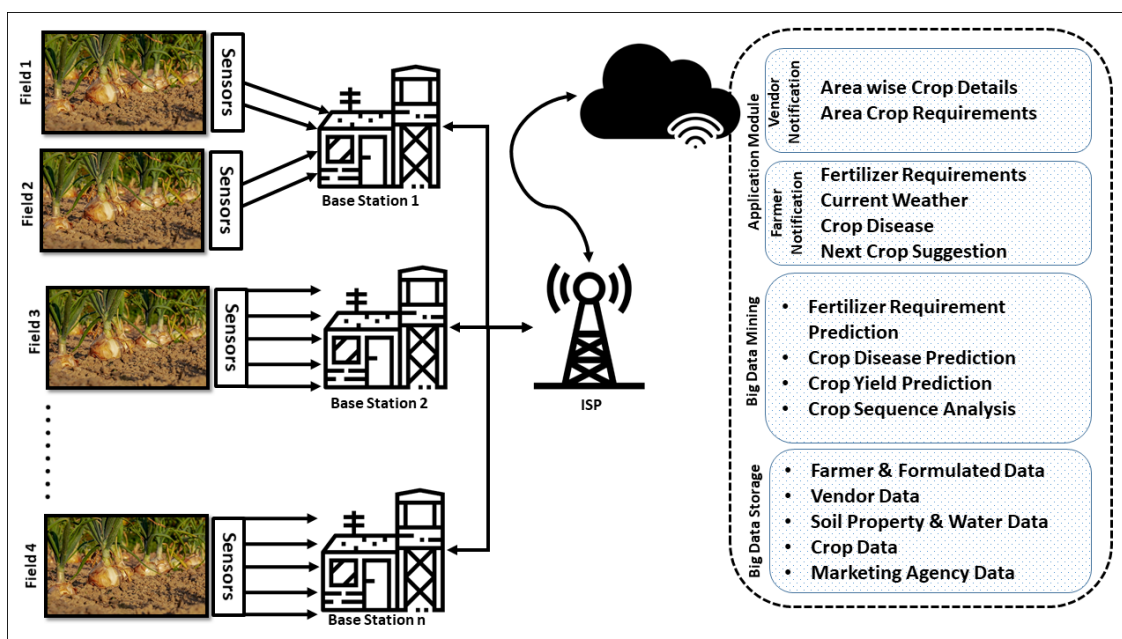 Field 1
Sensors
Field 2
Sensors
Base Station 1
Field 3
Sensors
Base Station 2
Field 4
Sensors
Base Station n
ISP
Application Module
Vendor
Notification
Area wise Crop Details
Area Crop Requirements
Farmer
Notification
Fertilizer Requirements
Current Weather
Crop Disease
Next Crop Suggestion
Big Data Mining
• Fertilizer Requirement
Prediction
• Crop Disease Prediction
• Crop Yield Prediction
• Crop Sequence Analysis
Big Data Storage
• Farmer & Formulated Data
• Vendor Data
• Soil Property & Water Data
• Crop Data
• Marketing Agency Data